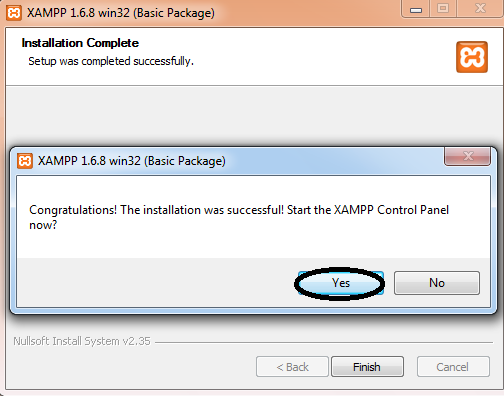 XAMPP 1.6.8 win32 (Basic Package)
Installation Complete
Setup was completed successfully.
XAMPP 1.6.8 win32 (Basic Package)
Congratulations! The installation was successful! Start the XAMPP Control Panel
now?
Yes
No
Nullsoft Install System v2.35
< Back
Finish
Cancel